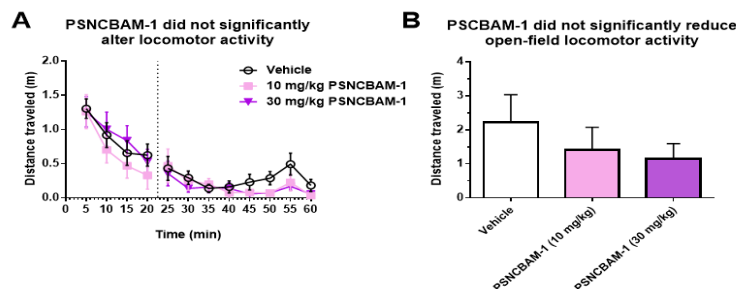 A
PSNCBAM-1 did not significantly
alter locomotor activity
Vehicle
10 mg/kg PSNCBAM-1
30 mg/kg PSNCBAM-1
Distance traveled (m)
2.0
1.5
1.0
0.5
0.0
0 5 10 15 20 25 30 35 40 45 50 55 60
Time (min)
B
PSCBAM-1 did not significantly reduce
open-field locomotor activity
Distance traveled (m)
4
3
2
1
0
Vehicle
PSNCBAM-1 (10 mg/kg)
PSNCBAM-1 (30 mg/kg)